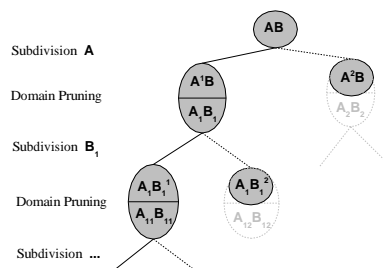 AB
Subdivision A
A¹B
A²B
Domain Pruning
A₁B₁
A₂B₂
Subdivision B₁
A₁B₁¹
A₁B₁²
Domain Pruning
A₁₁B₁₁
A₁₂B₁₂
Subdivision ...